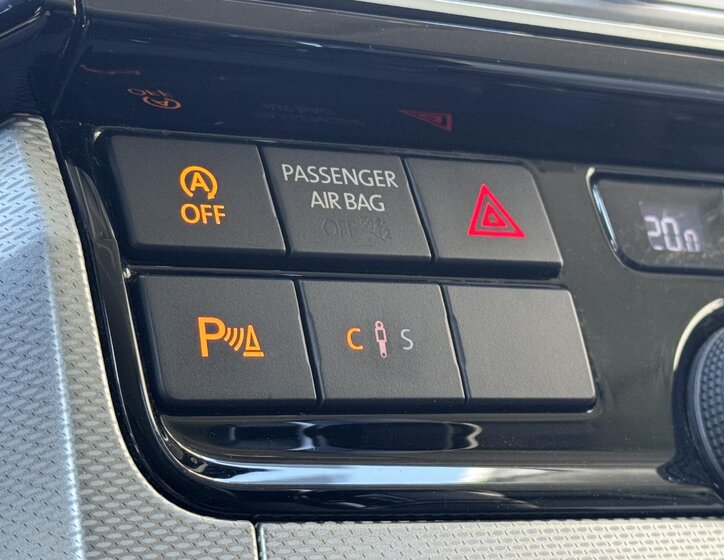 A
OFF
PASSENGER
AIR BAG
OFF
20.0
P
C S